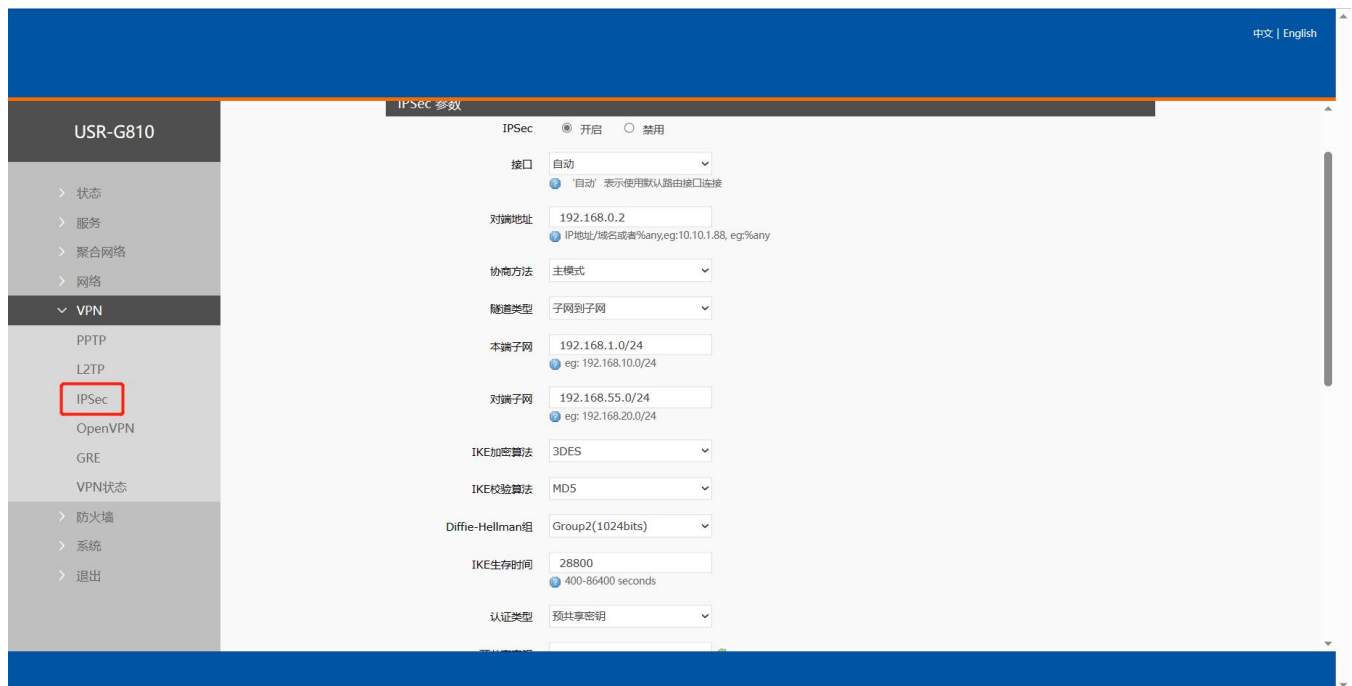 中文 | English
IPSec 参数
USR-G810
IPSec 开启 禁用
接口 自动
'自动' 表示使用默认路由接口连接
对端地址 192.168.0.2
IP地址/域名或者%any,eg:10.10.1.88, eg:%any
协商方法 主模式
隧道类型 子网到子网
本端子网 192.168.1.0/24
eg: 192.168.10.0/24
对端子网 192.168.55.0/24
eg: 192.168.20.0/24
IKE加密算法 3DES
IKE校验算法 MD5
Diffie-Hellman组 Group2(1024bits)
IKE生存时间 28800
400-86400 seconds
认证类型 预共享密钥
状态
服务
聚合网络
网络
VPN
PPTP
L2TP
IPSec
OpenVPN
GRE
VPN状态
防火墙
系统
退出